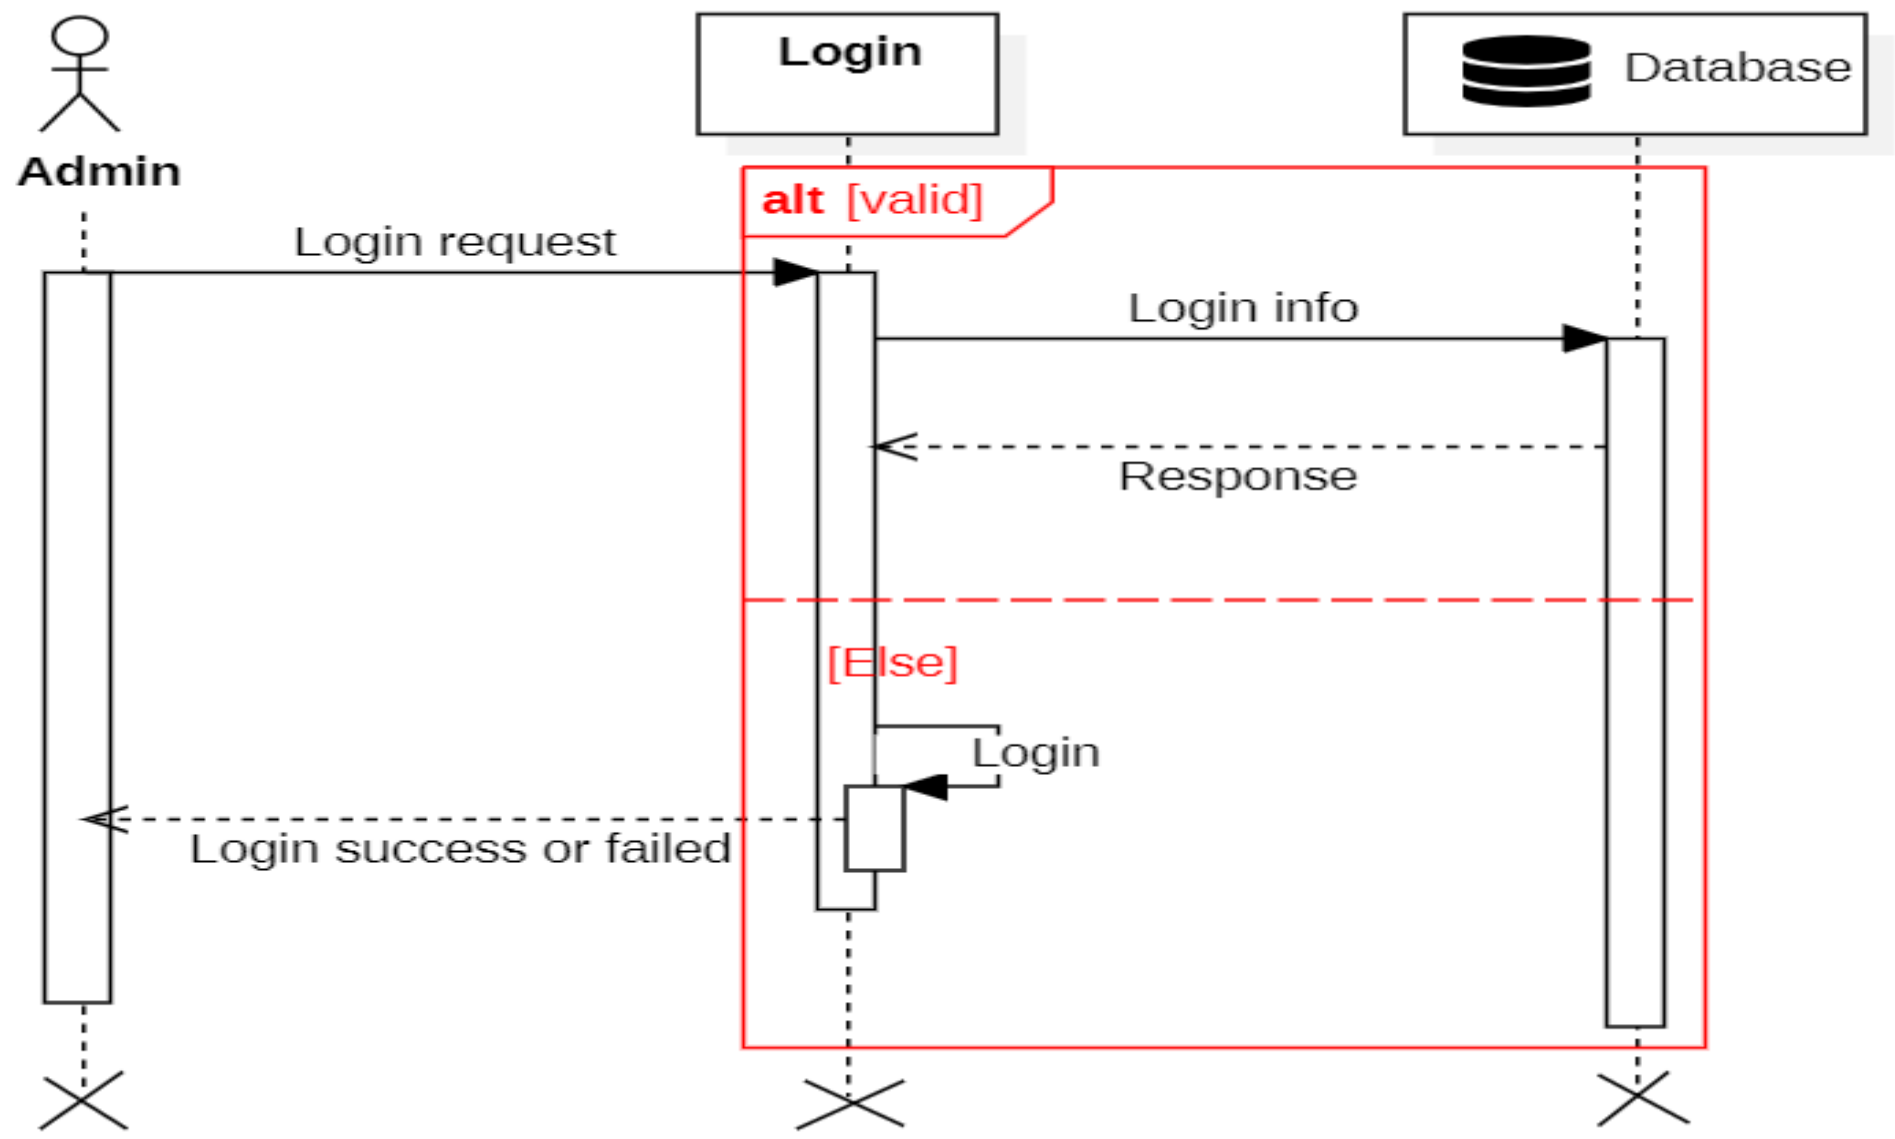 Login
Database
Admin
alt [valid]
Login request
Login info
Response
[Else]
Login
Login success or failed